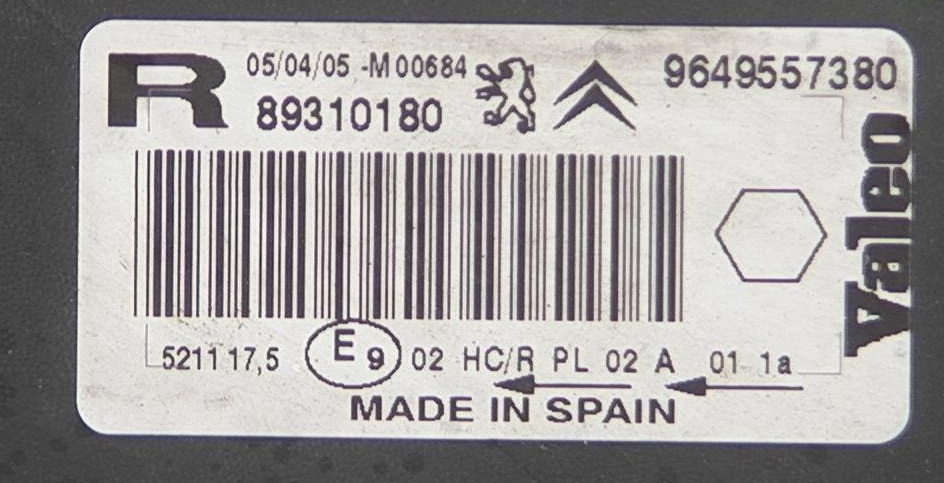 R 05/04/05 -M00684 9649557380
89310180
Valeo
5211 17,5 E9 02 HC/R PL 02 A 01 1a
MADE IN SPAIN